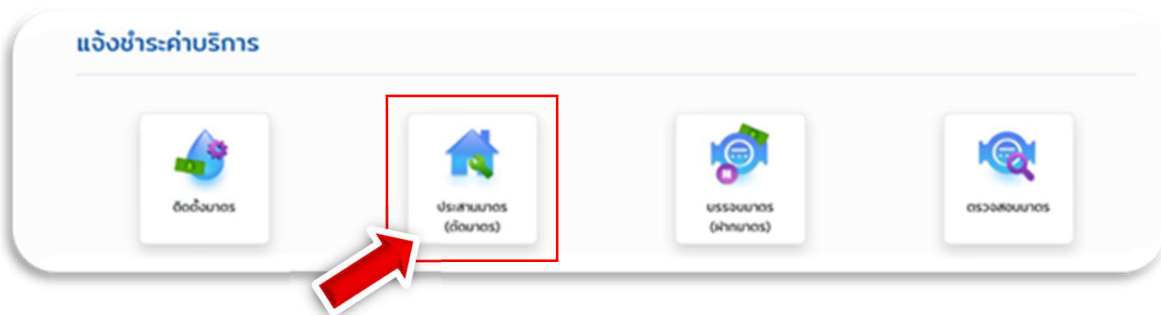 แจ้งชำระค่าบริการ
ติดตั้งมาตร
ประสานมาตร
(ตัดมาตร)
บรรจบมาตร
(ฝากมาตร)
ตรวจสอบมาตร